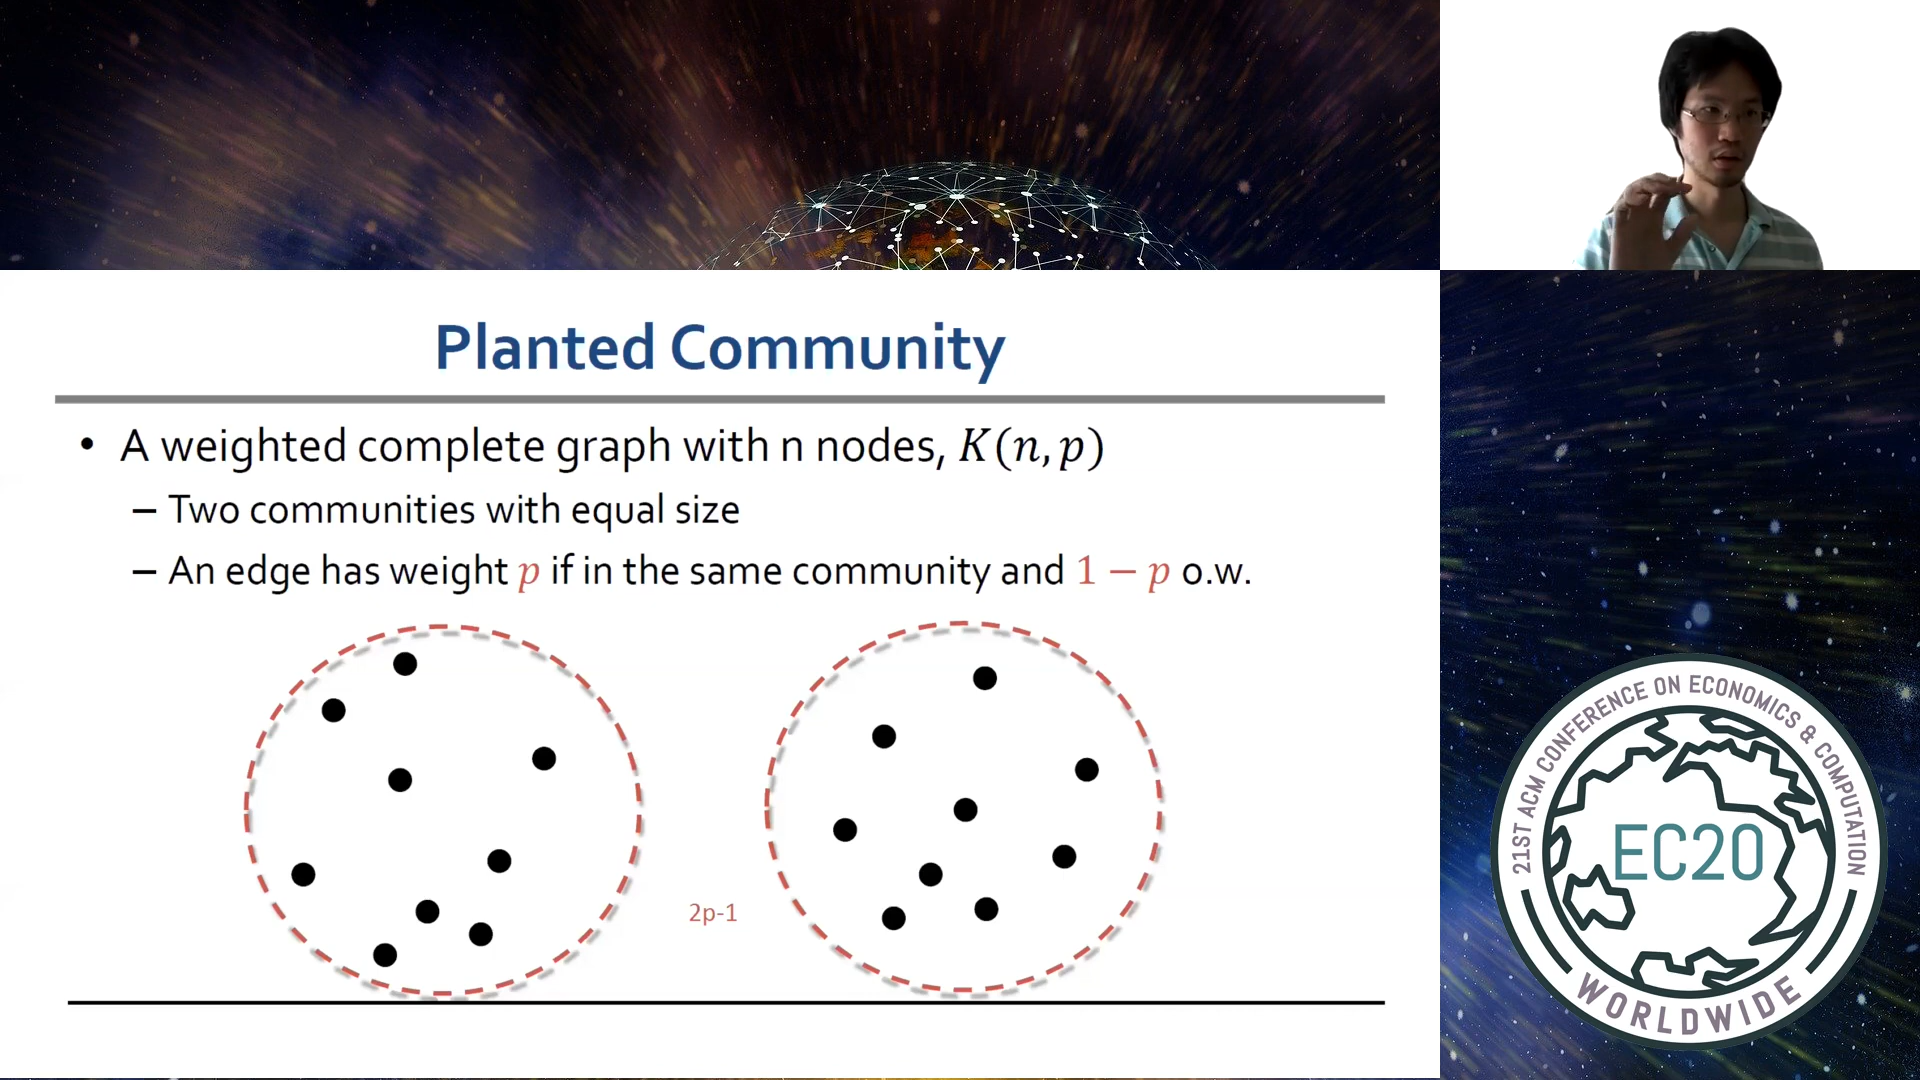 Planted Community
• A weighted complete graph with n nodes, K(n, p)
– Two communities with equal size
– An edge has weight p if in the same community and 1 − p o.w.
2p-1
21ST ACM CONFERENCE ON ECONOMICS & COMPUTATION
EC20
WORLDWIDE